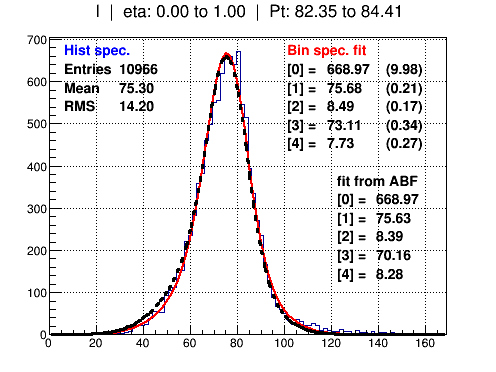 I | eta: 0.00 to 1.00 | Pt: 82.35 to 84.41
Hist spec.
Entries 10966
Mean 75.30
RMS 14.20
Bin spec. fit
[0] = 668.97 (9.98)
[1] = 75.68 (0.21)
[2] = 8.49 (0.17)
[3] = 73.11 (0.34)
[4] = 7.73 (0.27)
fit from ABF
[0] = 668.97
[1] = 75.63
[2] = 8.39
[3] = 70.16
[4] = 8.28
700
600
500
400
300
200
100
0
0 20 40 60 80 100 120 140 160